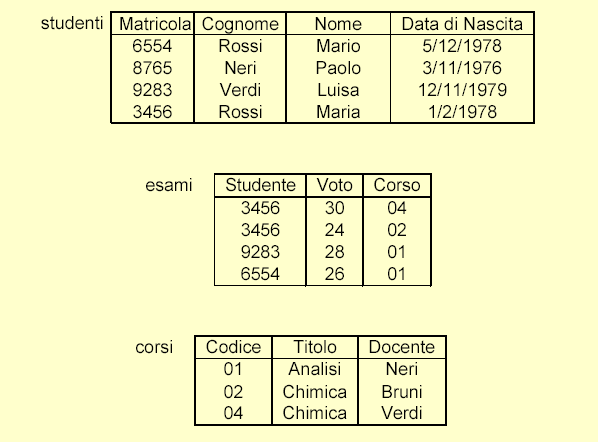 studenti Matricola Cognome Nome Data di Nascita
6554 Rossi Mario 5/12/1978
8765 Neri Paolo 3/11/1976
9283 Verdi Luisa 12/11/1979
3456 Rossi Maria 1/2/1978
esami Studente Voto Corso
3456 30 04
3456 24 02
9283 28 01
6554 26 01
corsi Codice Titolo Docente
01 Analisi Neri
02 Chimica Bruni
04 Chimica Verdi